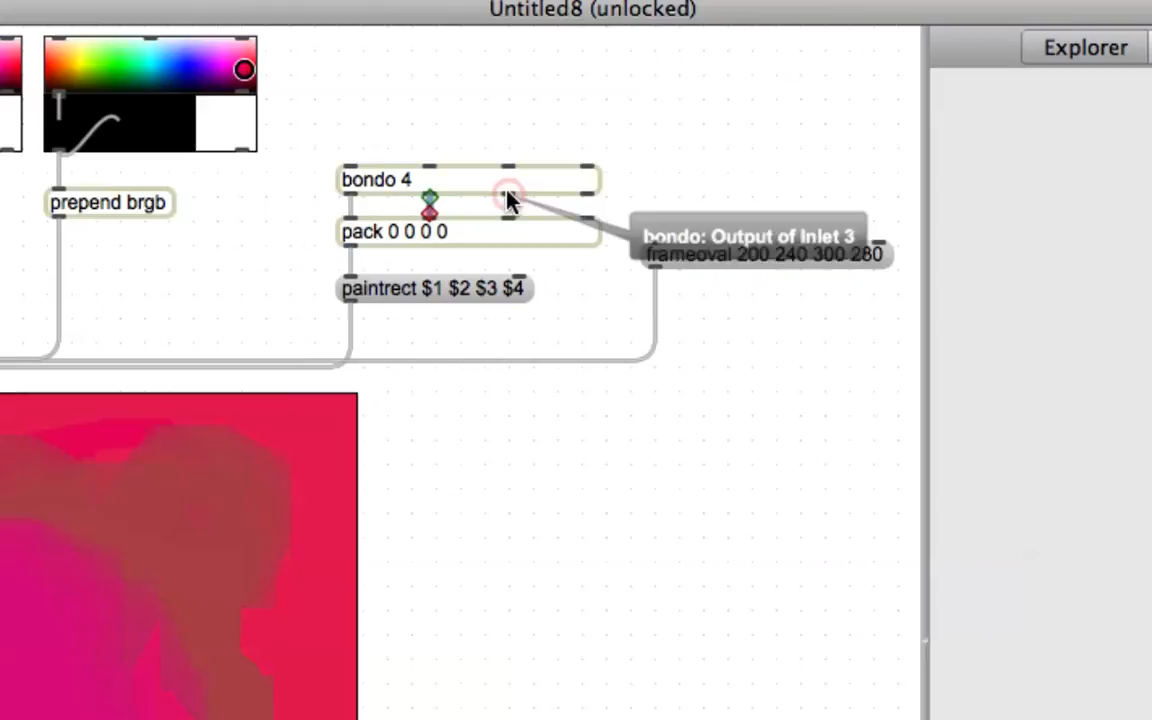 Untitled8 (unlocked)
Explorer
bondo 4
prepend brgb
pack 0 0 0 0
bondo: Output of Inlet 3
frameoval 200 240 300 280
paintrect $1 $2 $3 $4